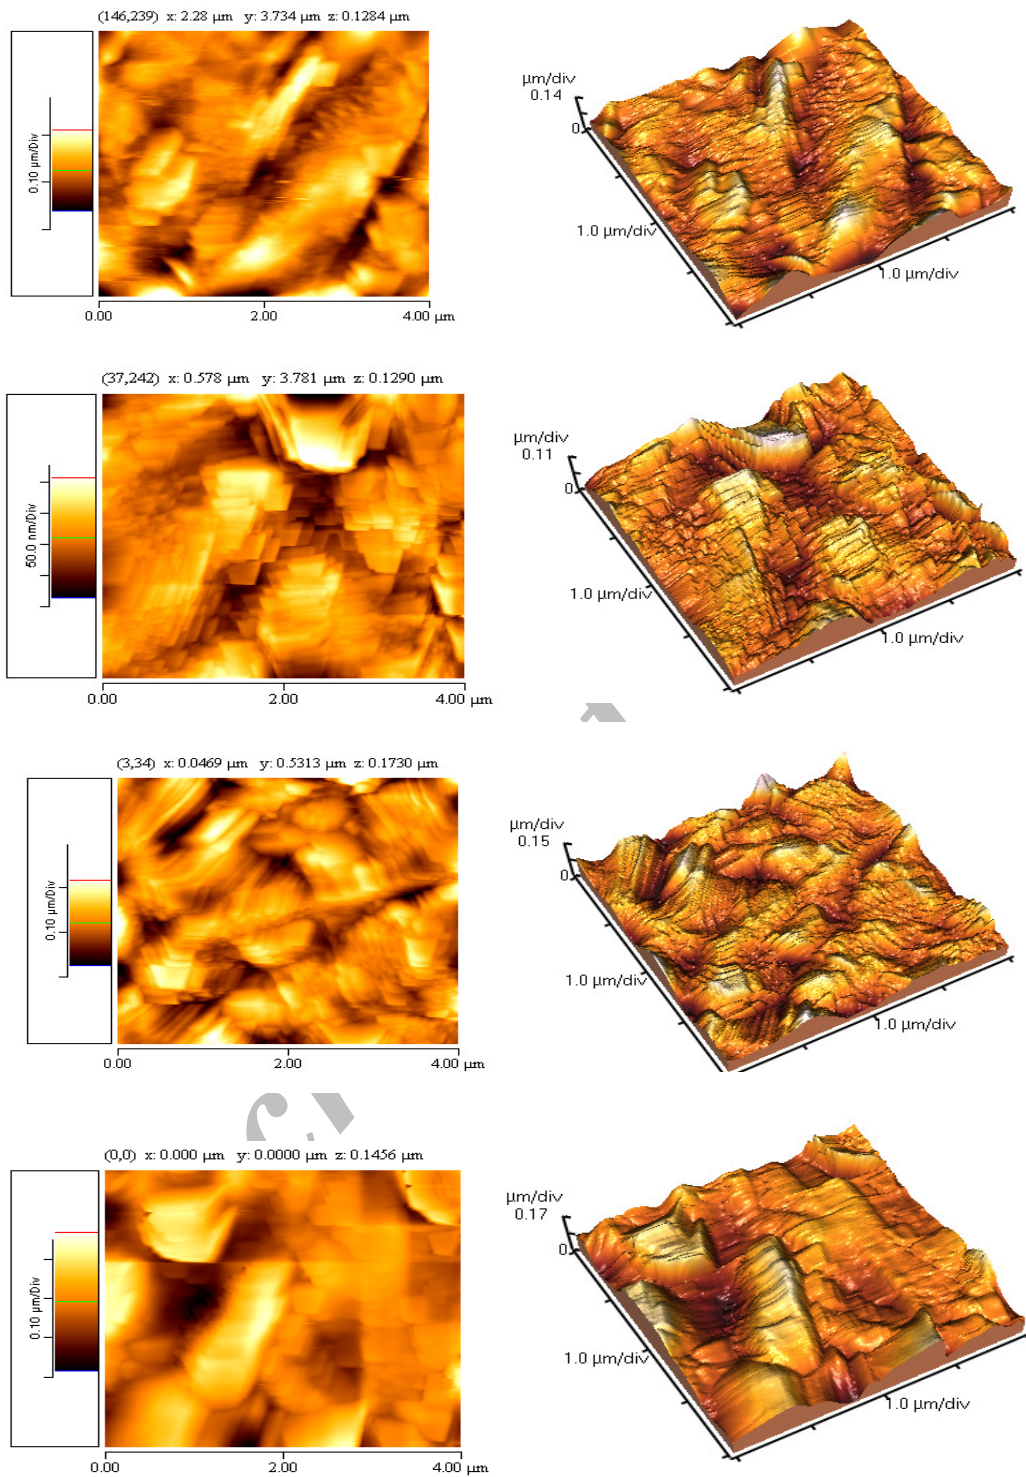 (146,239) x: 2.28 µm y: 3.734 µm z: 0.1284 µm
0.10 µm/Div
0.00 2.00 4.00 µm
µm/div
0.14
0
1.0 µm/div
1.0 µm/div
(37,242) x: 0.578 µm y: 3.781 µm z: 0.1290 µm
50.0 nm/Div
0.00 2.00 4.00 µm
µm/div
0.11
0
1.0 µm/div
1.0 µm/div
(3,34) x: 0.0469 µm y: 0.5313 µm z: 0.1730 µm
0.10 µm/Div
0.00 2.00 4.00 µm
µm/div
0.15
0
1.0 µm/div
1.0 µm/div
(0,0) x: 0.000 µm y: 0.0000 µm z: 0.1456 µm
0.10 µm/Div
0.00 2.00 4.00 µm
µm/div
0.17
0
1.0 µm/div
1.0 µm/div